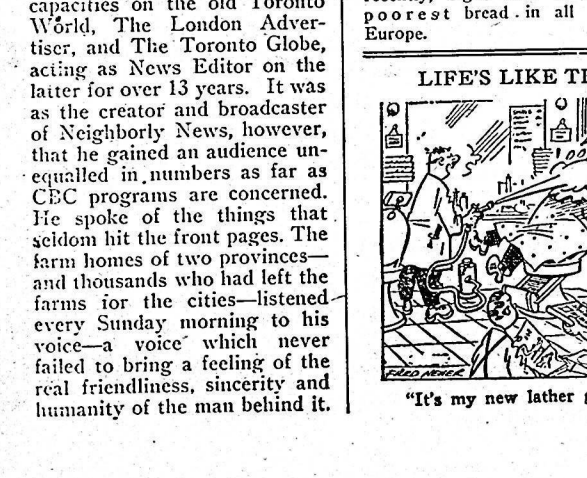 capacities on the old Toronto
World, The London Adver-
tiser, and The Toronto Globe,
acting as News Editor on the
latter for over 13 years. It was
as the creator and broadcaster
of Neighborly News, however,
that he gained an audience un-
equalled in numbers as far as
CBC programs are concerned.
He spoke of the things that
seldom hit the front pages. The
farm homes of two provinces—
and thousands who had left the
farms for the cities—listened
every Sunday morning to his
voice—a voice which never
failed to bring a feeling of the
real friendliness, sincerity and
humanity of the man behind it.
poorest bread in all
Europe.
LIFE'S LIKE
FRED NEHER
"It's my new lather